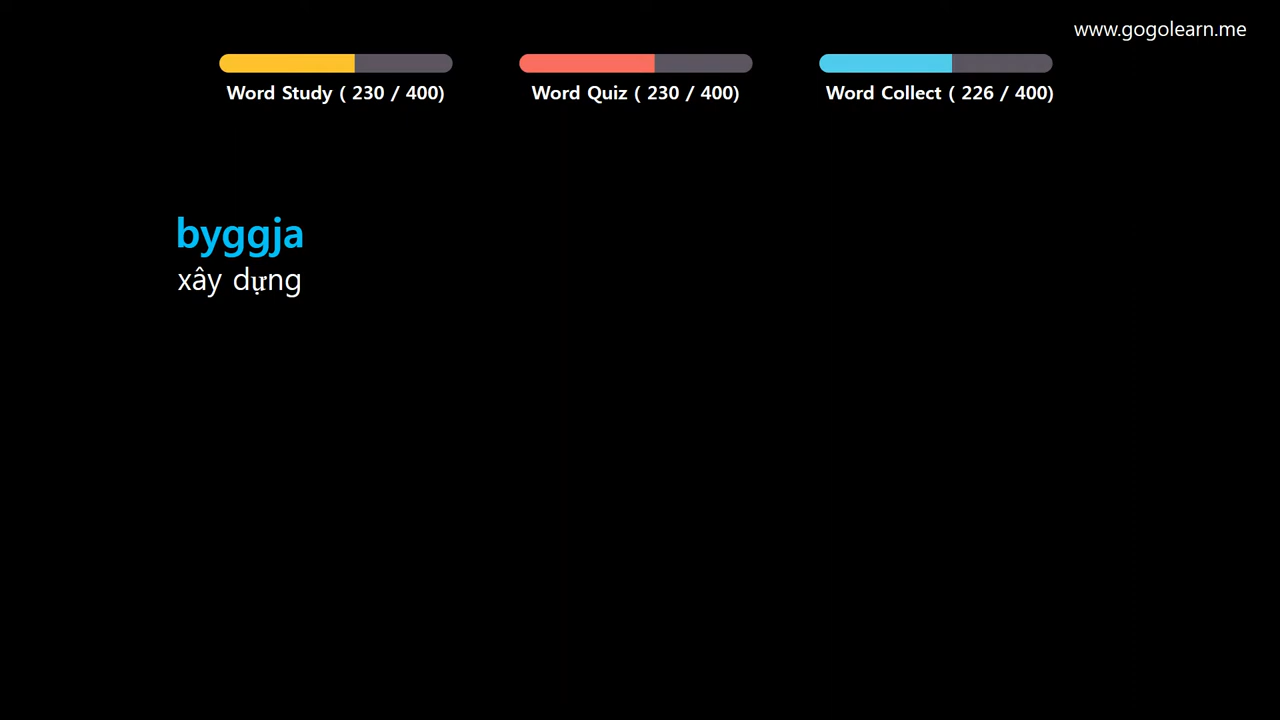 www.gogolearn.me
Word Study ( 230 / 400)
Word Quiz ( 230 / 400)
Word Collect ( 226 / 400)
byggja
xây dựng